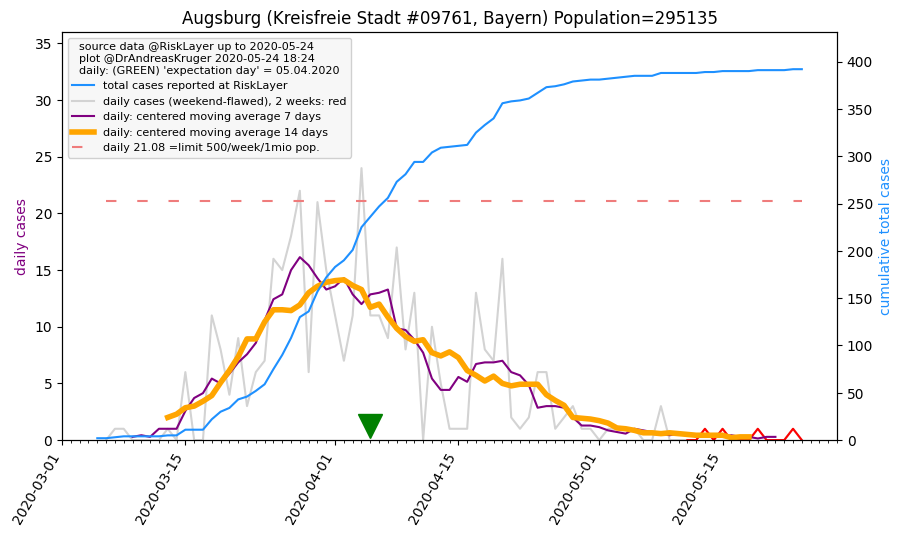 Augsburg (Kreisfreie Stadt #09761, Bayern) Population=295135
source data @RiskLayer up to 2020-05-24
plot @DrAndreasKruger 2020-05-24 18:24
daily: (GREEN) 'expectation day' = 05.04.2020
total cases reported at RiskLayer
daily cases (weekend-flawed), 2 weeks: red
daily: centered moving average 7 days
daily: centered moving average 14 days
daily 21.08 =limit 500/week/1mio pop.
daily cases
35
30
25
20
15
10
5
0
cumulative total cases
400
350
300
250
200
150
100
50
0
2020-03-01
2020-03-15
2020-04-01
2020-04-15
2020-05-01
2020-05-15